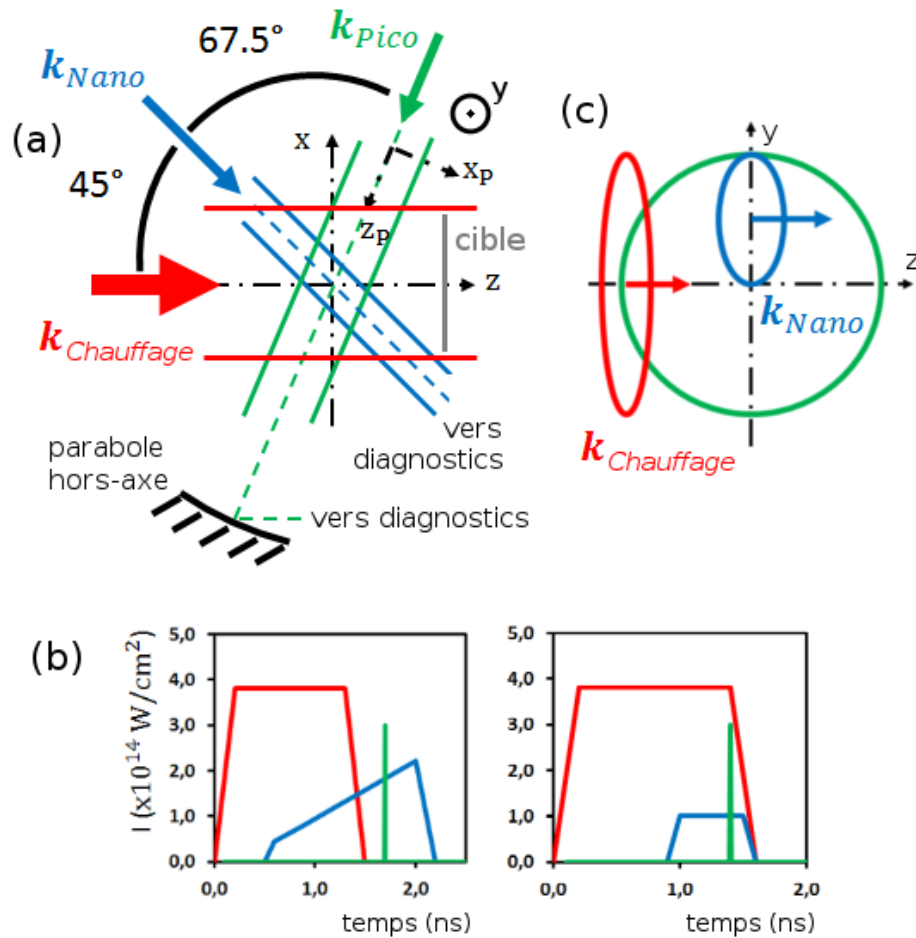 67.5°
k_Pico
k_Nano
y
(a)
(c)
x
y
x_P
45°
z_P
cible
z
z
k_Nano
k_Chauffage
vers
diagnostics
k_Chauffage
parabole
hors-axe
vers diagnostics
(b)
I (x10^14 W/cm^2)
5,0
4,0
3,0
2,0
1,0
0,0
0,0 1,0 2,0
temps (ns)
5,0
4,0
3,0
2,0
1,0
0,0
0,0 1,0 2,0
temps (ns)